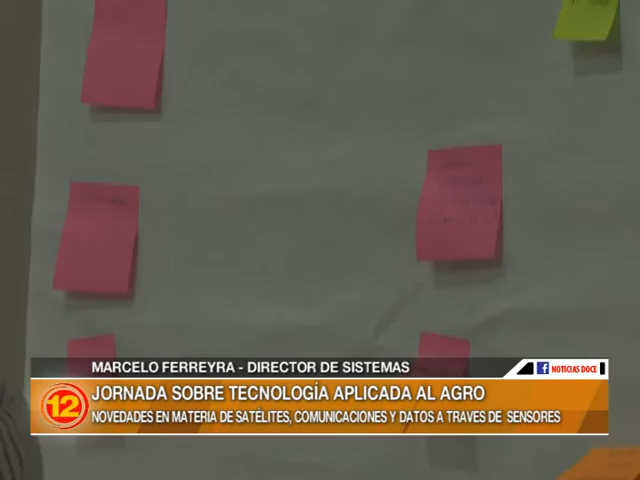 MARCELO FERREYRA - DIRECTOR DE SISTEMAS
NOTICIAS DOCE
12
JORNADA SOBRE TECNOLOGÍA APLICADA AL AGRO
NOVEDADES EN MATERIA DE SATÉLITES, COMUNICACIONES Y DATOS A TRAVES DE SENSORES